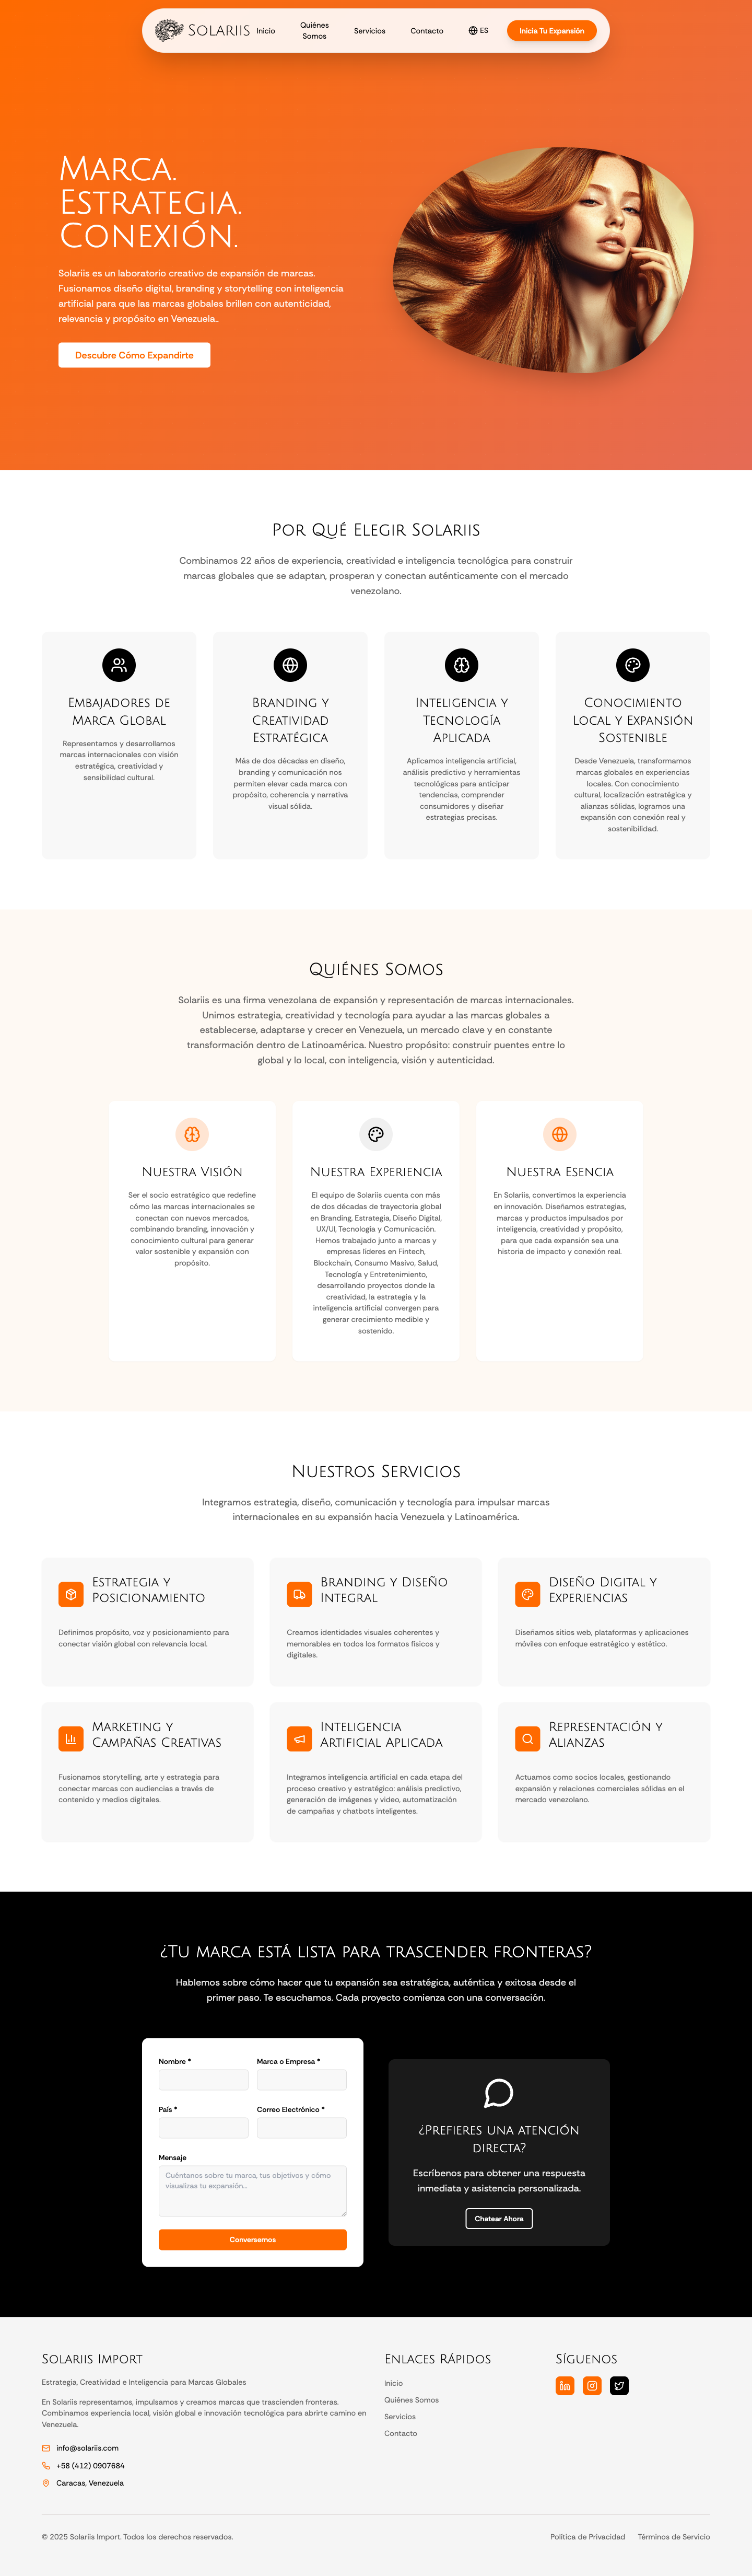 Solariis
Inicio
Quiénes
Somos
Servicios
Contacto
ES
Inicia Tu Expansión
Marca.
Estrategia.
Conexión.
Solariis es un laboratorio creativo de expansión de marcas.
Fusionamos diseño digital, branding y storytelling con inteligencia
artificial para que las marcas globales brillen con autenticidad,
relevancia y propósito en Venezuela..
Descubre Cómo Expandirte
Por Qué Elegir Solariis
Combinamos 22 años de experiencia, creatividad e inteligencia tecnológica para construir
marcas globales que se adaptan, prosperan y conectan auténticamente con el mercado
venezolano.
Embajadores de
Marca Global
Representamos y desarrollamos
marcas internacionales con visión
estratégica, creatividad y
sensibilidad cultural.
Branding y
Creatividad
Estratégica
Más de dos décadas en diseño,
branding y comunicación nos
permiten elevar cada marca con
propósito, coherencia y narrativa
visual sólida.
Inteligencia y
Tecnología
Aplicada
Aplicamos inteligencia artificial,
análisis predictivo y herramientas
tecnológicas para anticipar
tendencias, comprender
consumidores y diseñar
estrategias precisas.
Conocimiento
Local y Expansión
Sostenible
Desde Venezuela, transformamos
marcas globales en experiencias
locales. Con conocimiento
cultural, localización estratégica y
alianzas sólidas, logramos una
expansión con conexión real y
sostenibilidad.
Quiénes Somos
Solariis es una firma venezolana de expansión y representación de marcas internacionales.
Unimos estrategia, creatividad y tecnología para ayudar a las marcas globales a
establecerse, adaptarse y crecer en Venezuela, un mercado clave y en constante
transformación dentro de Latinoamérica. Nuestro propósito: construir puentes entre lo
global y lo local, con inteligencia, visión y autenticidad.
Nuestra Visión
Ser el socio estratégico que redefine
cómo las marcas internacionales se
conectan con nuevos mercados,
combinando branding, innovación y
conocimiento cultural para generar
valor sostenible y expansión con
propósito.
Nuestra Experiencia
El equipo de Solariis cuenta con más
de dos décadas de trayectoria global
en Branding, Estrategia, Diseño Digital,
UX/UI, Tecnología y Comunicación.
Hemos trabajado junto a marcas y
empresas líderes en Fintech,
Blockchain, Consumo Masivo, Salud,
Tecnología y Entretenimiento,
desarrollando proyectos donde la
creatividad, la estrategia y la
inteligencia artificial convergen para
generar crecimiento medible y
sostenido.
Nuestra Esencia
En Solariis, convertimos la experiencia
en innovación. Diseñamos estrategias,
marcas y productos impulsados por
inteligencia, creatividad y propósito,
para que cada expansión sea una
historia de impacto y conexión real.
Nuestros Servicios
Integramos estrategia, diseño, comunicación y tecnología para impulsar marcas
internacionales en su expansión hacia Venezuela y Latinoamérica.
Estrategia y
Posicionamiento
Definimos propósito, voz y posicionamiento para
conectar visión global con relevancia local.
Branding y Diseño
Integral
Creamos identidades visuales coherentes y
memorables en todos los formatos físicos y
digitales.
Diseño Digital y
Experiencias
Diseñamos sitios web, plataformas y aplicaciones
móviles con enfoque estratégico y estético.
Marketing y
Campañas Creativas
Fusionamos storytelling, arte y estrategia para
conectar marcas con audiencias a través de
contenido y medios digitales.
Inteligencia
Artificial Aplicada
Integramos inteligencia artificial en cada etapa del
proceso creativo y estratégico: análisis predictivo,
generación de imágenes y video, automatización
de campañas y chatbots inteligentes.
Representación y
Alianzas
Actuamos como socios locales, gestionando
expansión y relaciones comerciales sólidas en el
mercado venezolano.
¿Tu marca está lista para trascender fronteras?
Hablemos sobre cómo hacer que tu expansión sea estratégica, auténtica y exitosa desde el
primer paso. Te escuchamos. Cada proyecto comienza con una conversación.
Nombre *
Marca o Empresa *
País *
Correo Electrónico *
Mensaje
Cuéntanos sobre tu marca, tus objetivos y cómo
visualizas tu expansión...
Conversemos
¿Prefieres una atención
directa?
Escríbenos para obtener una respuesta
inmediata y asistencia personalizada.
Chatear Ahora
Solariis Import
Estrategia, Creatividad e Inteligencia para Marcas Globales
En Solariis representamos, impulsamos y creamos marcas que trascienden fronteras.
Combinamos experiencia local, visión global e innovación tecnológica para abrirte camino en
Venezuela.
info@solariis.com
+58 (412) 0907684
Caracas, Venezuela
Enlaces Rápidos
Inicio
Quiénes Somos
Servicios
Contacto
Síguenos
© 2025 Solariis Import. Todos los derechos reservados.
Política de Privacidad
Términos de Servicio